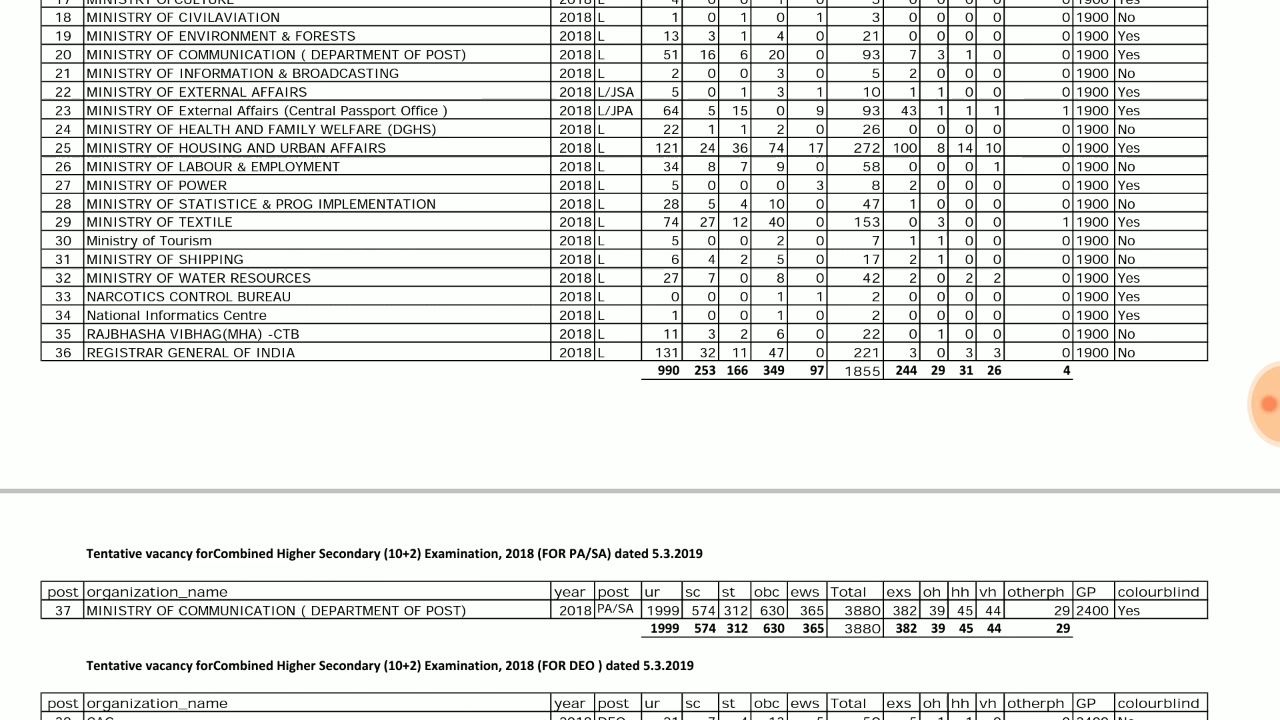 18 MINISTRY OF CIVILAVIATION 2018 L 1 0 1 0 1 3 0 0 0 0 0 1900 No
19 MINISTRY OF ENVIRONMENT & FORESTS 2018 L 13 3 1 4 0 21 0 0 0 0 0 1900 Yes
20 MINISTRY OF COMMUNICATION ( DEPARTMENT OF POST) 2018 L 51 16 6 20 0 93 7 3 1 0 0 1900 Yes
21 MINISTRY OF INFORMATION & BROADCASTING 2018 L 2 0 0 3 0 5 2 0 0 0 0 1900 No
22 MINISTRY OF EXTERNAL AFFAIRS 2018 L/JSA 5 0 1 3 1 10 1 1 0 0 0 1900 Yes
23 MINISTRY OF External Affairs (Central Passport Office ) 2018 L/JPA 64 5 15 0 9 93 43 1 1 1 1 1900 Yes
24 MINISTRY OF HEALTH AND FAMILY WELFARE (DGHS) 2018 L 22 1 1 2 0 26 0 0 0 0 0 1900 No
25 MINISTRY OF HOUSING AND URBAN AFFAIRS 2018 L 121 24 36 74 17 272 100 8 14 10 0 1900 Yes
26 MINISTRY OF LABOUR & EMPLOYMENT 2018 L 34 8 7 9 0 58 0 0 0 1 0 1900 No
27 MINISTRY OF POWER 2018 L 5 0 0 0 3 8 2 0 0 0 0 1900 Yes
28 MINISTRY OF STATISTICE & PROG IMPLEMENTATION 2018 L 28 5 4 10 0 47 1 0 0 0 0 1900 No
29 MINISTRY OF TEXTILE 2018 L 74 27 12 40 0 153 0 3 0 0 1 1900 Yes
30 Ministry of Tourism 2018 L 5 0 0 2 0 7 1 1 0 0 0 1900 No
31 MINISTRY OF SHIPPING 2018 L 6 4 2 5 0 17 2 1 0 0 0 1900 No
32 MINISTRY OF WATER RESOURCES 2018 L 27 7 0 8 0 42 2 0 2 2 0 1900 Yes
33 NARCOTICS CONTROL BUREAU 2018 L 0 0 0 1 1 2 0 0 0 0 0 1900 Yes
34 National Informatics Centre 2018 L 1 0 0 1 0 2 0 0 0 0 0 1900 Yes
35 RAJBHASHA VIBHAG(MHA) -CTB 2018 L 11 3 2 6 0 22 0 1 0 0 0 1900 No
36 REGISTRAR GENERAL OF INDIA 2018 L 131 32 11 47 0 221 3 0 3 3 0 1900 No
990 253 166 349 97 1855 244 29 31 26 4
Tentative vacancy forCombined Higher Secondary (10+2) Examination, 2018 (FOR PA/SA) dated 5.3.2019
post organization_name year post ur sc st obc ews Total exs oh hh vh otherph GP colourblind
37 MINISTRY OF COMMUNICATION ( DEPARTMENT OF POST) 2018 PA/SA 1999 574 312 630 365 3880 382 39 45 44 29 2400 Yes
1999 574 312 630 365 3880 382 39 45 44 29
Tentative vacancy forCombined Higher Secondary (10+2) Examination, 2018 (FOR DEO ) dated 5.3.2019
post organization_name year post ur sc st obc ews Total exs oh hh vh otherph GP colourblind